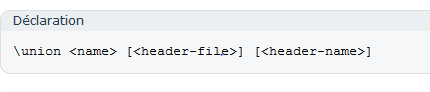 Déclaration
\union <name> [<header-file>] [<header-name>]